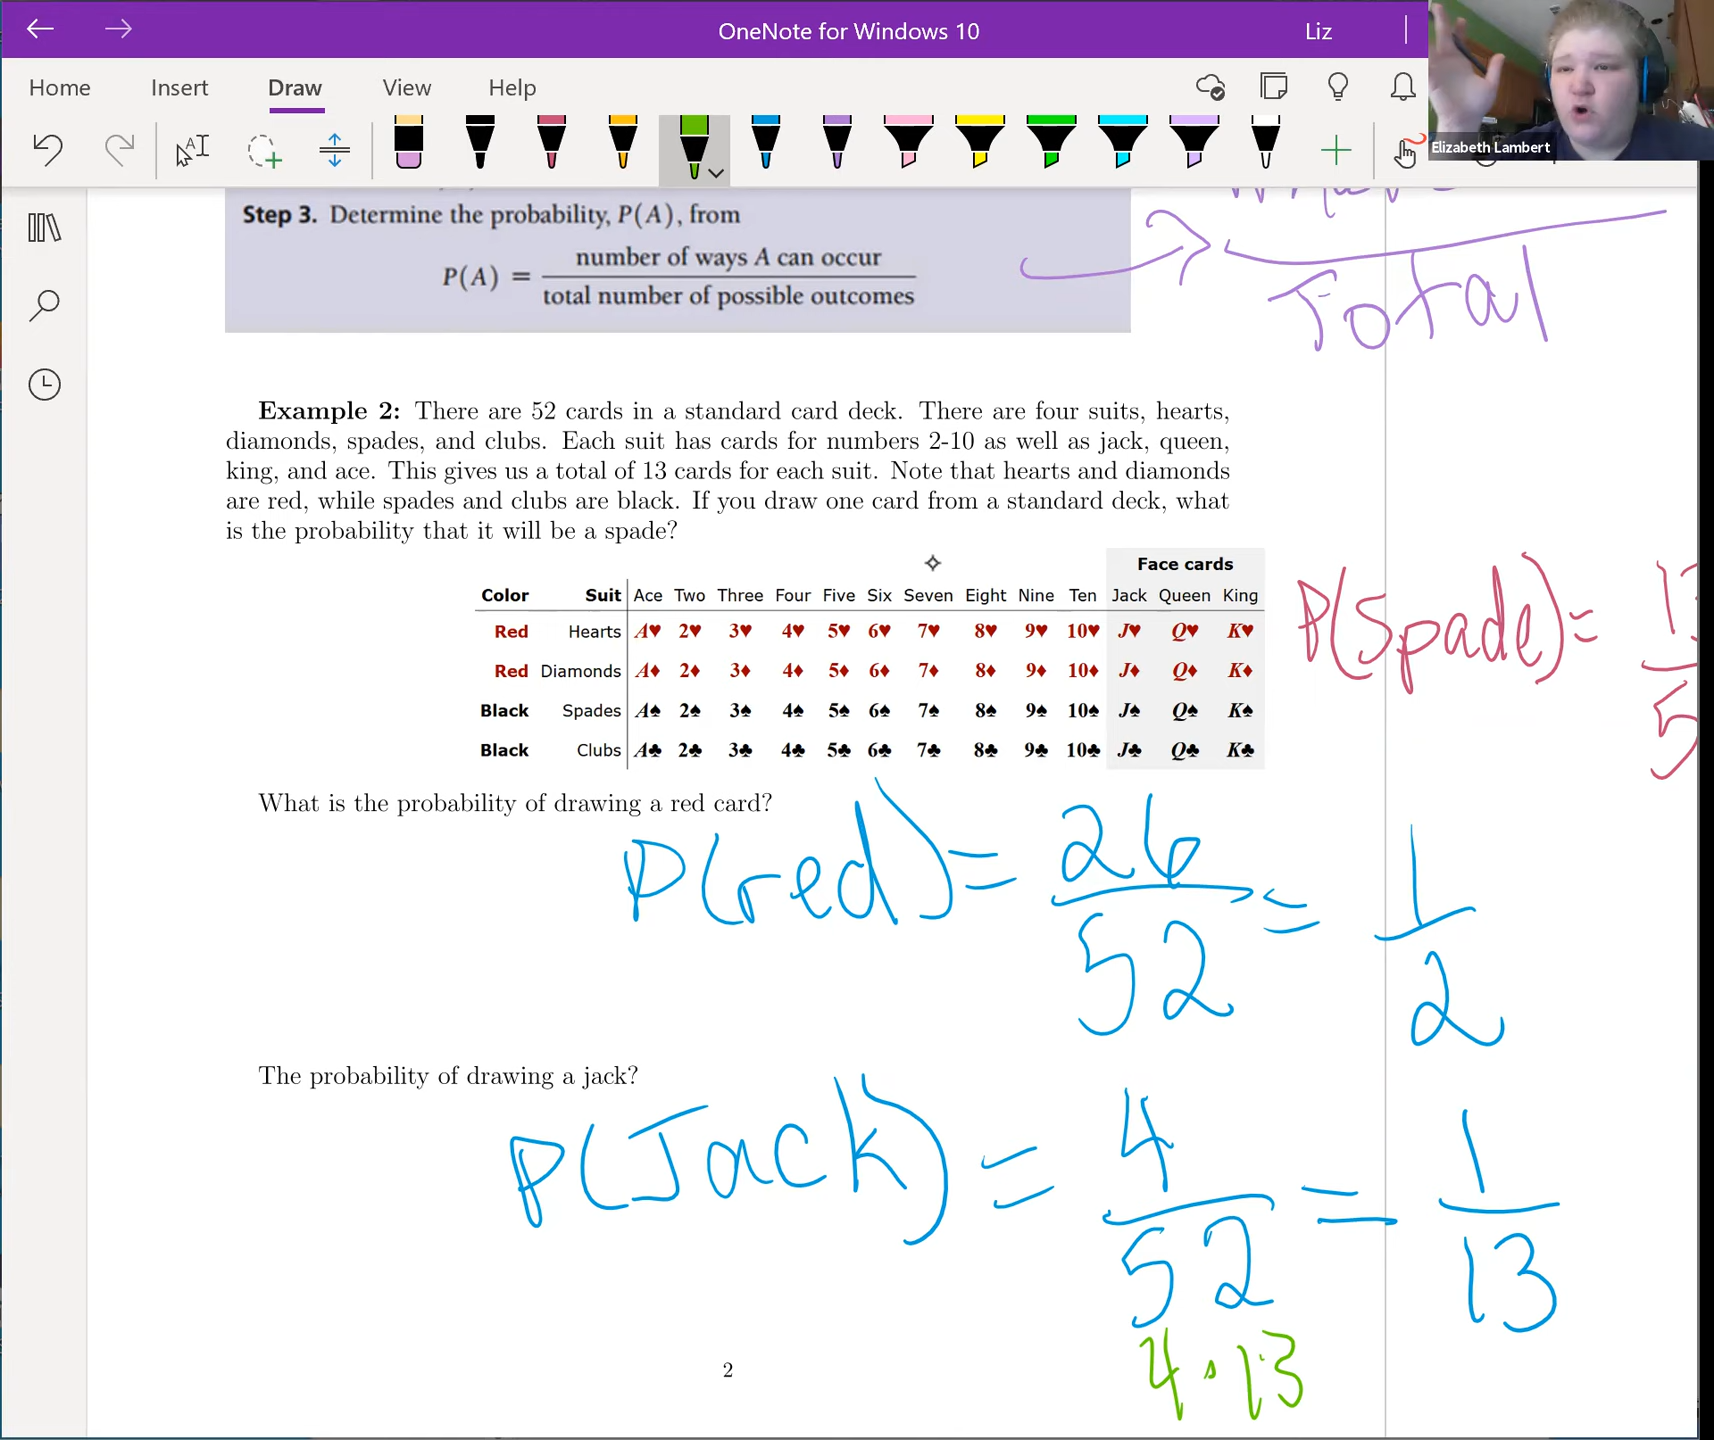 OneNote for Windows 10
Liz
Home Insert Draw View Help
Elizabeth Lambert
Step 3. Determine the probability, P(A), from
P(A) = number of ways A can occur
total number of possible outcomes
Total
Example 2: There are 52 cards in a standard card deck. There are four suits, hearts,
diamonds, spades, and clubs. Each suit has cards for numbers 2-10 as well as jack, queen,
king, and ace. This gives us a total of 13 cards for each suit. Note that hearts and diamonds
are red, while spades and clubs are black. If you draw one card from a standard deck, what
is the probability that it will be a spade?
Face cards
Color Suit Ace Two Three Four Five Six Seven Eight Nine Ten Jack Queen King
Red Hearts A♥ 2♥ 3♥ 4♥ 5♥ 6♥ 7♥ 8♥ 9♥ 10♥ J♥ Q♥ K♥
Red Diamonds A♦ 2♦ 3♦ 4♦ 5♦ 6♦ 7♦ 8♦ 9♦ 10♦ J♦ Q♦ K♦
Black Spades A♠ 2♠ 3♠ 4♠ 5♠ 6♠ 7♠ 8♠ 9♠ 10♠ J♠ Q♠ K♠
Black Clubs A♣ 2♣ 3♣ 4♣ 5♣ 6♣ 7♣ 8♣ 9♣ 10♣ J♣ Q♣ K♣
P(Spade) =
What is the probability of drawing a red card?
P(red) = 26/52 = 1/2
The probability of drawing a jack?
P(Jack) = 4/52 = 1/13
4 · 13
2